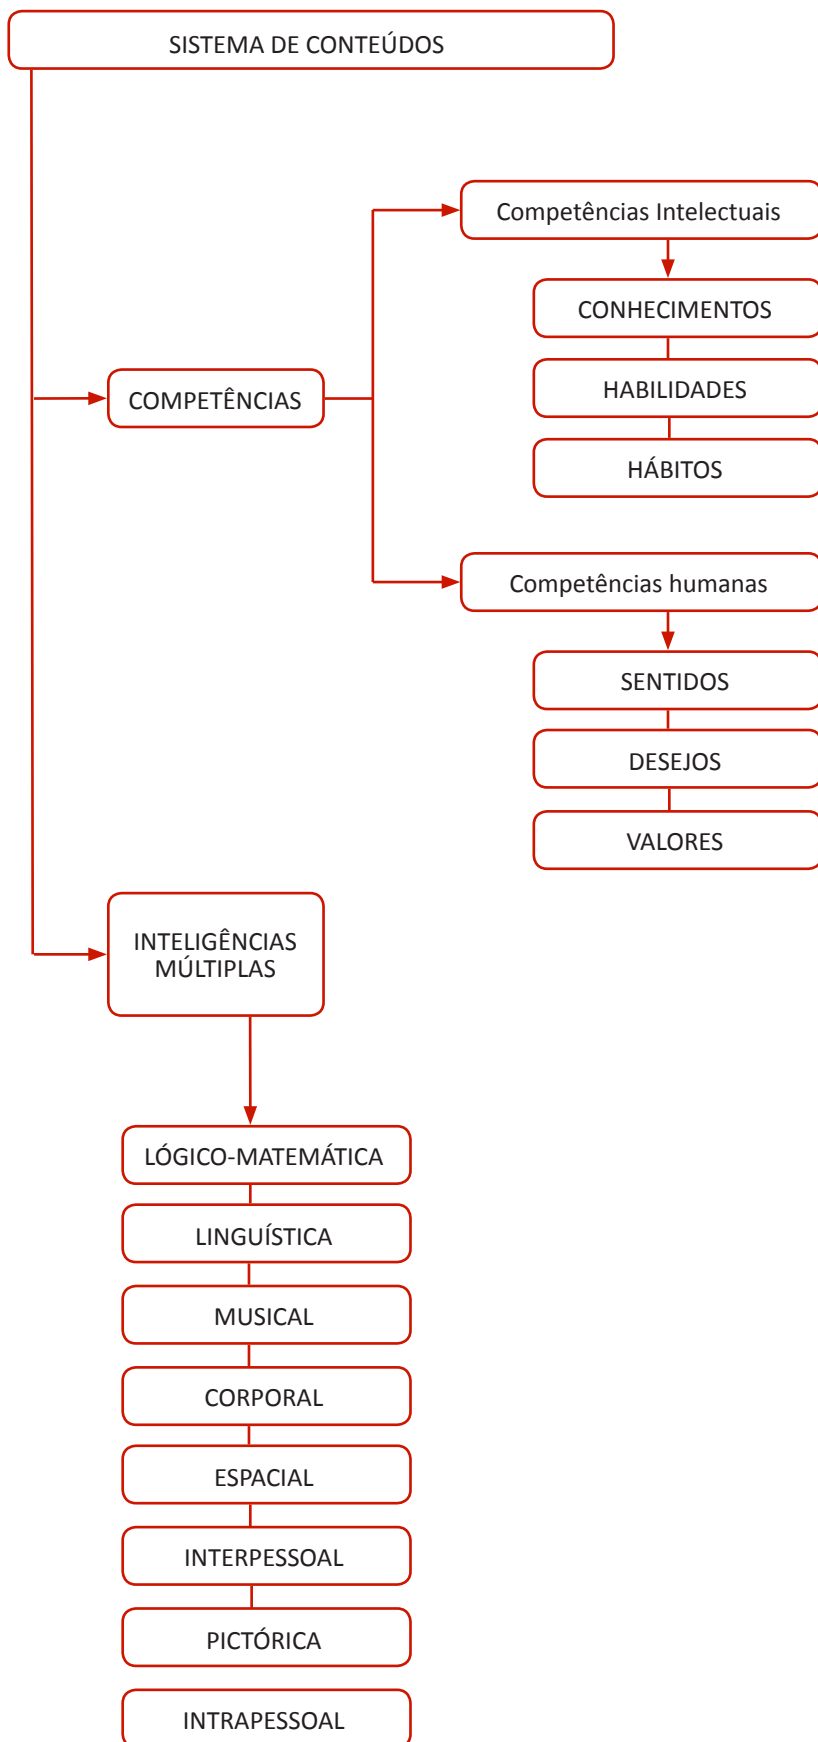 SISTEMA DE CONTEÚDOS
Competências Intelectuais
CONHECIMENTOS
HABILIDADES
HÁBITOS
COMPETÊNCIAS
Competências humanas
SENTIDOS
DESEJOS
VALORES
INTELIGÊNCIAS
MÚLTIPLAS
LÓGICO-MATEMÁTICA
LINGUÍSTICA
MUSICAL
CORPORAL
ESPACIAL
INTERPESSOAL
PICTÓRICA
INTRAPESSOAL